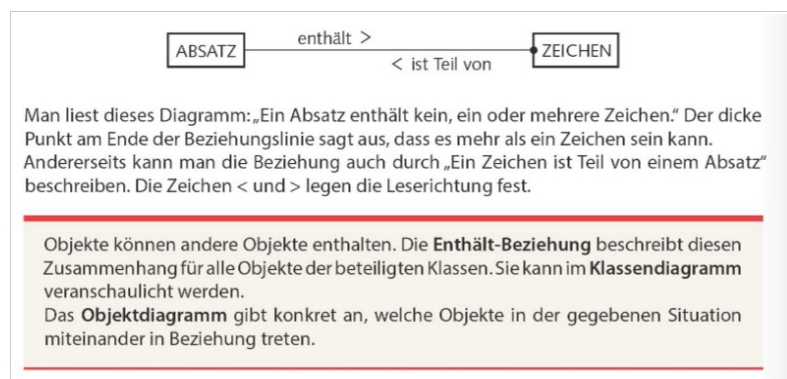 enthält >
ABSATZ
ZEICHEN
< ist Teil von
Man liest dieses Diagramm: „Ein Absatz enthält kein, ein oder mehrere Zeichen.“ Der dicke
Punkt am Ende der Beziehungslinie sagt aus, dass es mehr als ein Zeichen sein kann.
Andererseits kann man die Beziehung auch durch „Ein Zeichen ist Teil von einem Absatz“
beschreiben. Die Zeichen < und > legen die Leserichtung fest.
Objekte können andere Objekte enthalten. Die Enthält-Beziehung beschreibt diesen
Zusammenhang für alle Objekte der beteiligten Klassen. Sie kann im Klassendiagramm
veranschaulicht werden.
Das Objektdiagramm gibt konkret an, welche Objekte in der gegebenen Situation
miteinander in Beziehung treten.